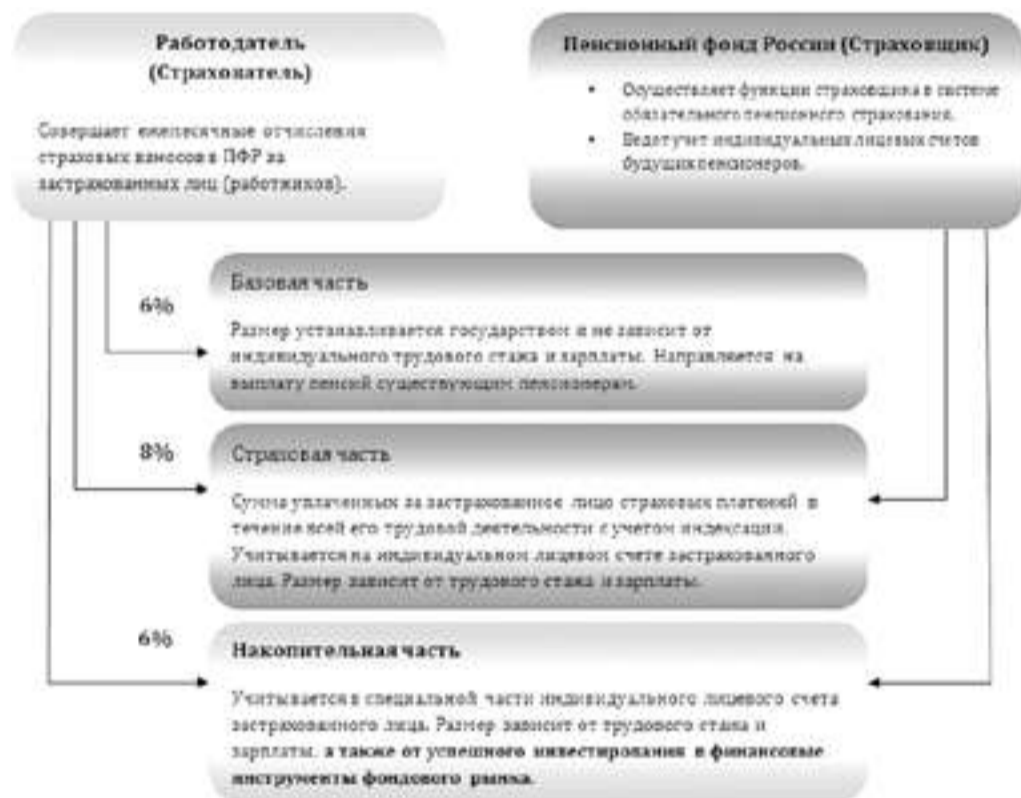 Работодатель
(Страхователь)
Совершает ежемесячные отчисления
страховых взносов в ПФР за
застрахованных лиц (работников).
Пенсионный фонд России (Страховщик)
• Осуществляет функции страховщика в системе
обязательного пенсионного страхования.
• Ведет учет индивидуальных лицевых счетов
будущих пенсионеров.
6%
Базовая часть
Размер устанавливается государством и не зависит от
индивидуального трудового стажа и зарплаты. Направляется на
выплату пенсий существующим пенсионерам.
8%
Страховая часть
Сумма уплаченных за застрахованное лицо страховых платежей в
течение всей его трудовой деятельности с учетом индексации.
Учитывается на индивидуальном лицевом счете застрахованного
лица. Размер зависит от трудового стажа и зарплаты.
6%
Накопительная часть
Учитывается в специальной части индивидуального лицевого счета
застрахованного лица. Размер зависит от трудового стажа и
зарплаты, а также от успешного инвестирования в финансовые
инструменты фондового рынка.